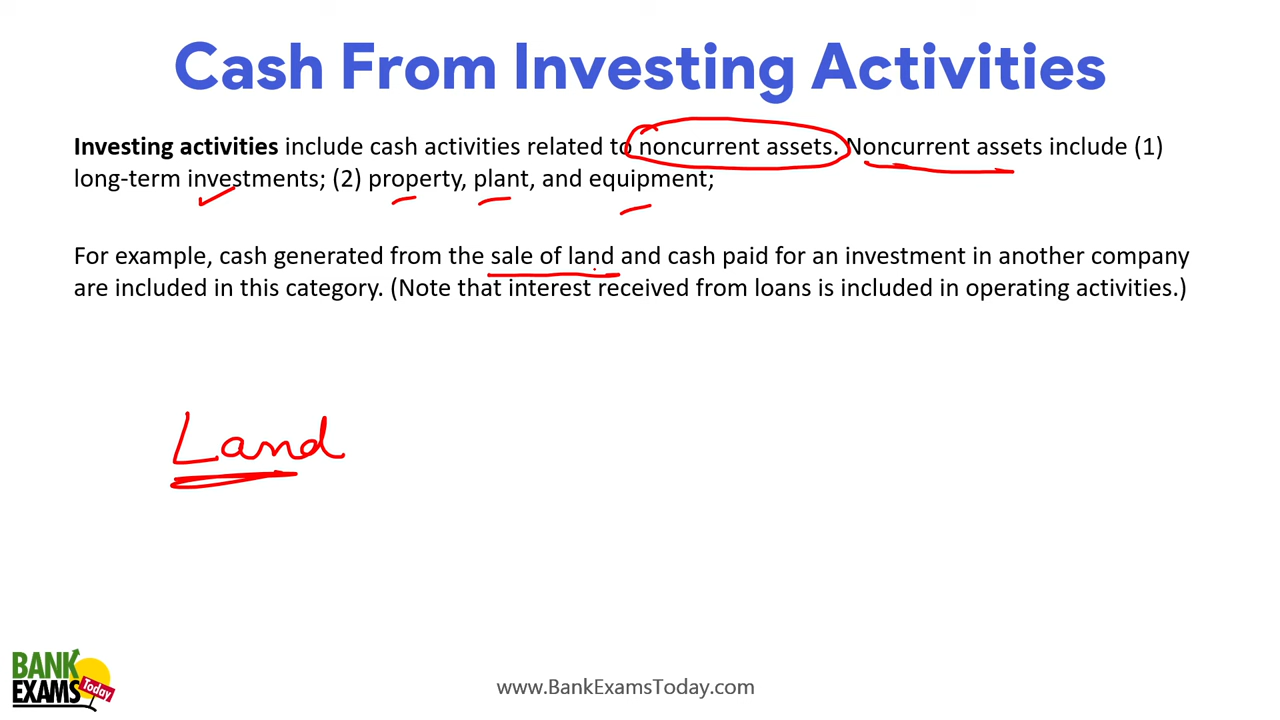 Cash From Investing Activities
Investing activities include cash activities related to noncurrent assets. Noncurrent assets include (1)
long-term investments; (2) property, plant, and equipment;
For example, cash generated from the sale of land and cash paid for an investment in another company
are included in this category. (Note that interest received from loans is included in operating activities.)
Land
BANK
EXAMS
Today
www.BankExamsToday.com